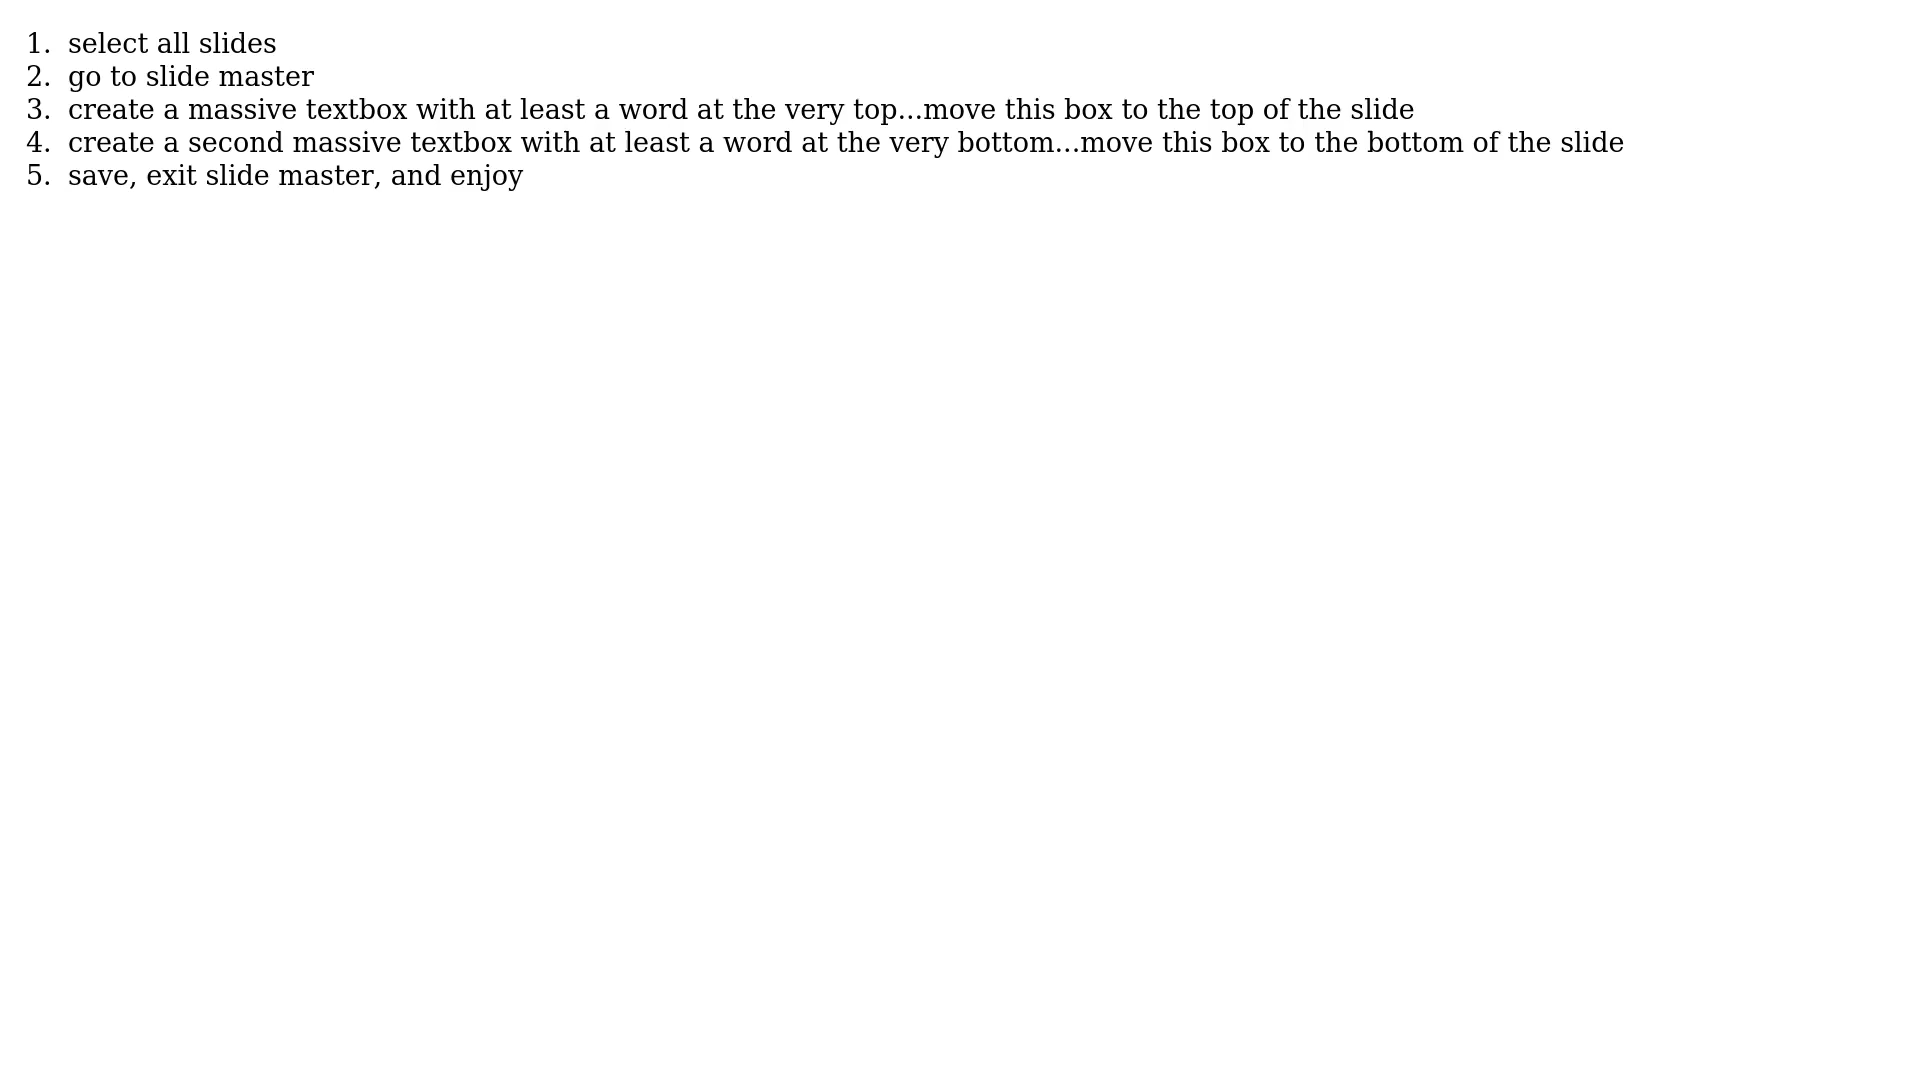 1. select all slides
2. go to slide master
3. create a massive textbox with at least a word at the very top...move this box to the top of the slide
4. create a second massive textbox with at least a word at the very bottom...move this box to the bottom of the slide
5. save, exit slide master, and enjoy